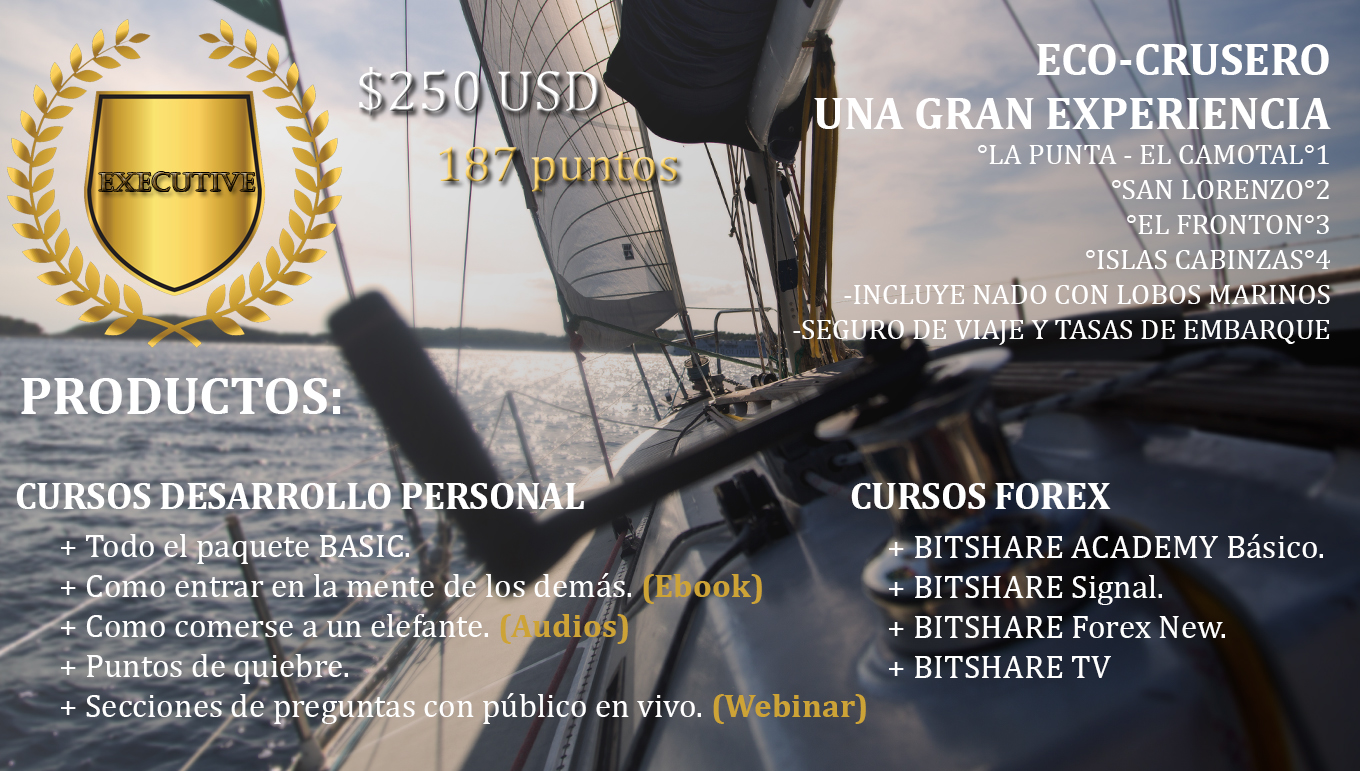 EXECUTIVE
$250 USD
187 puntos
ECO-CRUSERO
UNA GRAN EXPERIENCIA
°LA PUNTA - EL CAMOTAL°1
°SAN LORENZO°2
°EL FRONTON°3
°ISLAS CABINZAS°4
-INCLUYE NADO CON LOBOS MARINOS
-SEGURO DE VIAJE Y TASAS DE EMBARQUE
PRODUCTOS:
CURSOS DESARROLLO PERSONAL
+ Todo el paquete BASIC.
+ Como entrar en la mente de los demás. (Ebook)
+ Como comerse a un elefante. (Audios)
+ Puntos de quiebre.
+ Secciones de preguntas con público en vivo. (Webinar)
CURSOS FOREX
+ BITSHARE ACADEMY Básico.
+ BITSHARE Signal.
+ BITSHARE Forex New.
+ BITSHARE TV